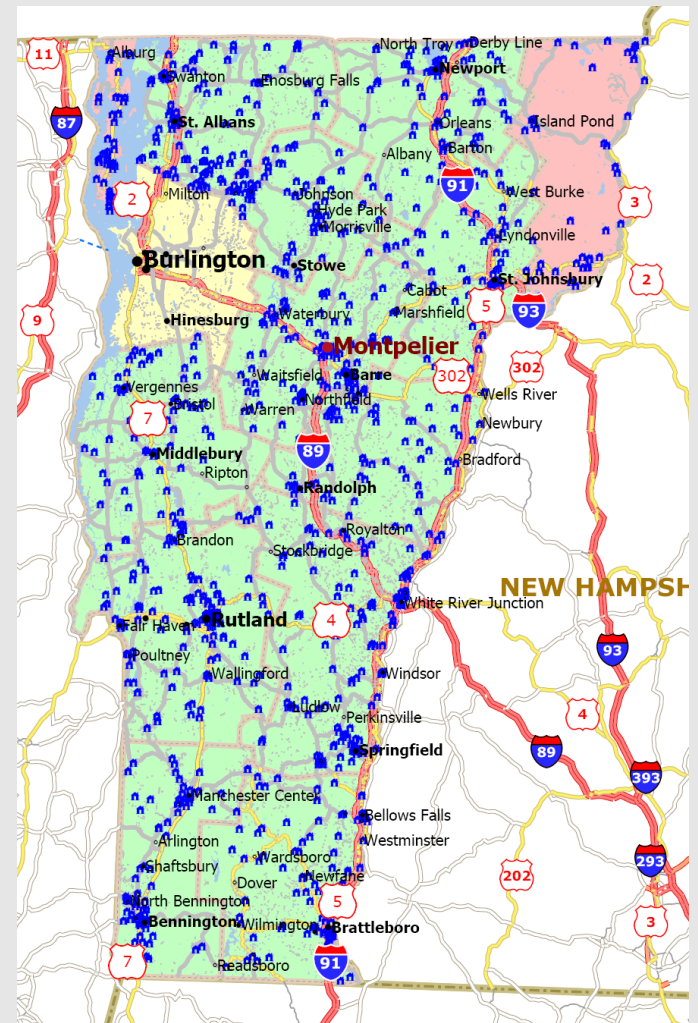 North Troy
Derby Line
11
Alburg
Swanton
Newport
Enosburg Falls
87
St. Albans
Orleans
Island Pond
Albany
Barton
91
2
Milton
Johnson
West Burke
3
Hyde Park
Morrisville
Lyndonville
Burlington
Stowe
St. Johnsbury
2
Cabot
5
93
9
Hinesburg
Waterbury
Marshfield
Montpelier
302
302
Vergennes
Waitsfield
Barre
Wells River
7
Bristol
Warren
Northfield
Newbury
89
Middlebury
Bradford
Ripton
Randolph
Brandon
Royalton
Stockbridge
NEW HAMPSH
White River Junction
Fair Haven
Rutland
4
93
Poultney
Wallingford
Windsor
Ludlow
Perkinsville
4
Springfield
89
393
Manchester Center
Bellows Falls
Arlington
Westminster
Shaftsbury
Wardsboro
293
Dover
Newfane
202
North Bennington
5
Bennington
Wilmington
Brattleboro
3
7
Readsboro
91